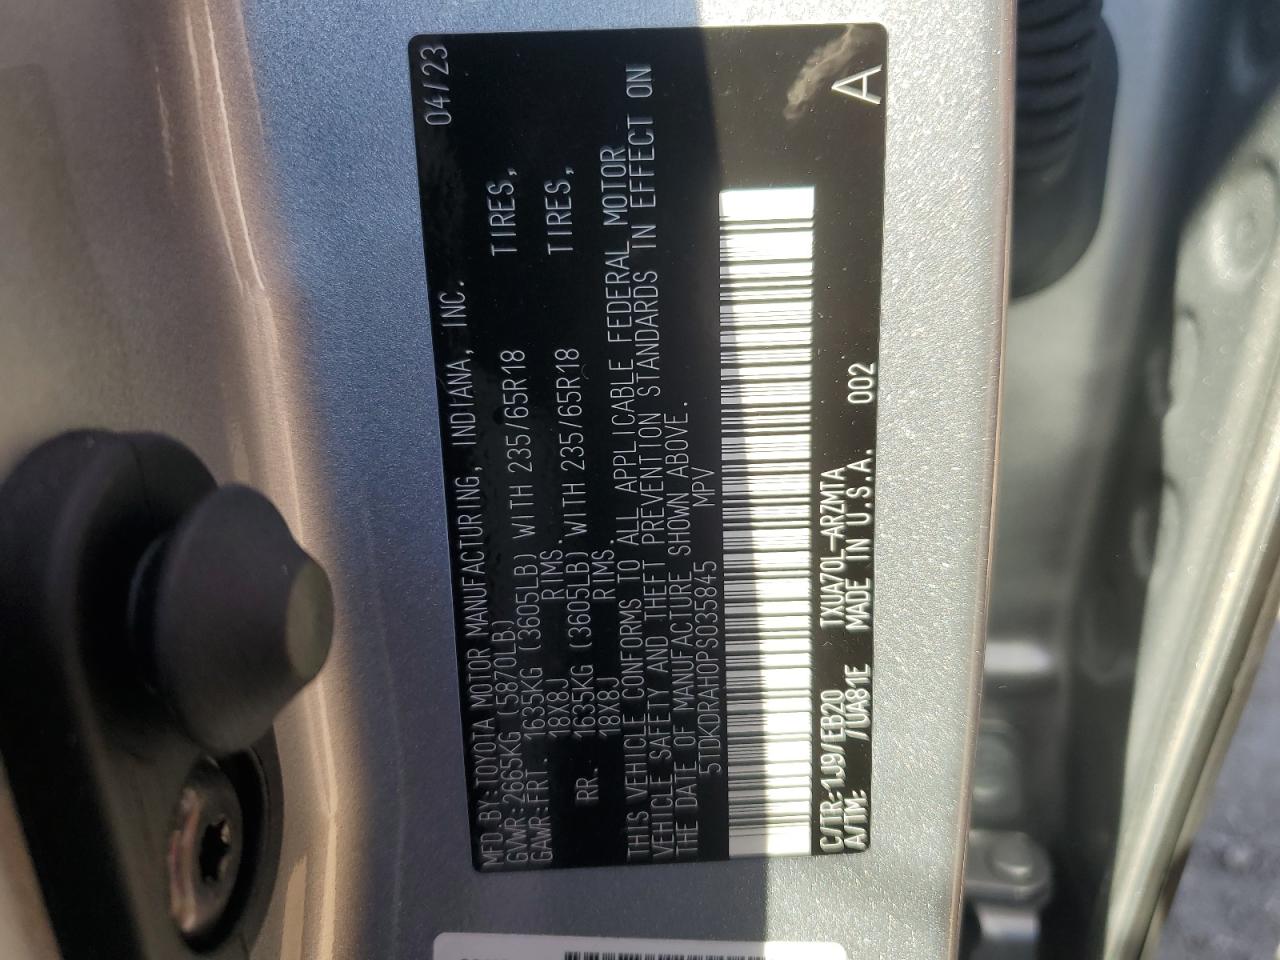 MFD. BY: TOYOTA MOTOR MANUFACTURING, INDIANA, INC. 04/23
GVWR: 2665KG (5870LB)
GAWR: FRT. 1635KG (3605LB) WITH 235/65R18 TIRES,
18X8J RIMS.
RR. 1635KG (3605LB) WITH 235/65R18 TIRES,
18X8J RIMS.
THIS VEHICLE CONFORMS TO ALL APPLICABLE FEDERAL MOTOR
VEHICLE SAFETY AND THEFT PREVENTION STANDARDS IN EFFECT ON
THE DATE OF MANUFACTURE SHOWN ABOVE.
5TDKDRAH0PS035845 MPV
C/TR: 1J9/EB20 TXUA70L-ARZMTA
A/TM: /UA81E MADE IN U.S.A. 002 A